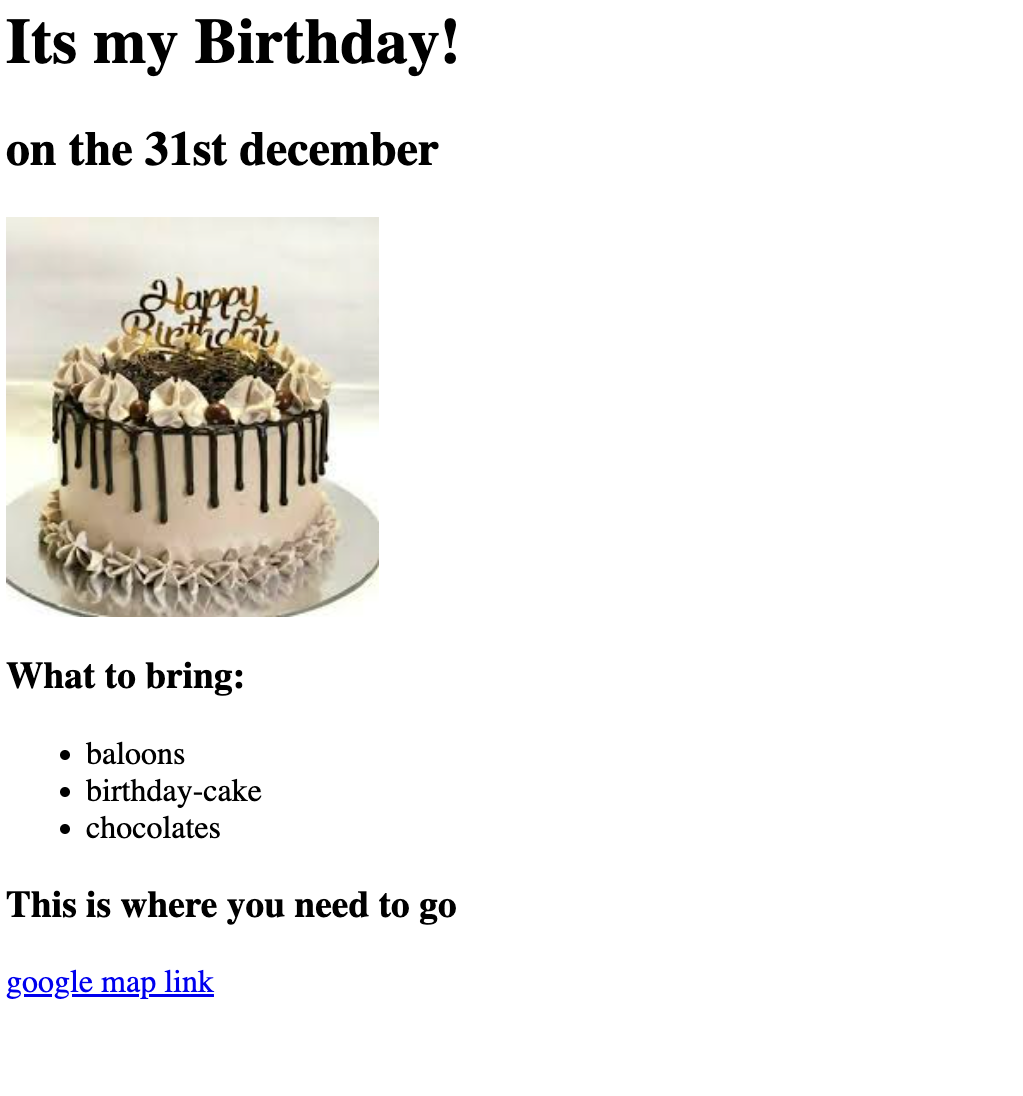 Its my Birthday!
on the 31st december
Happy
Birthday
What to bring:
baloons
birthday-cake
chocolates
This is where you need to go
google map link